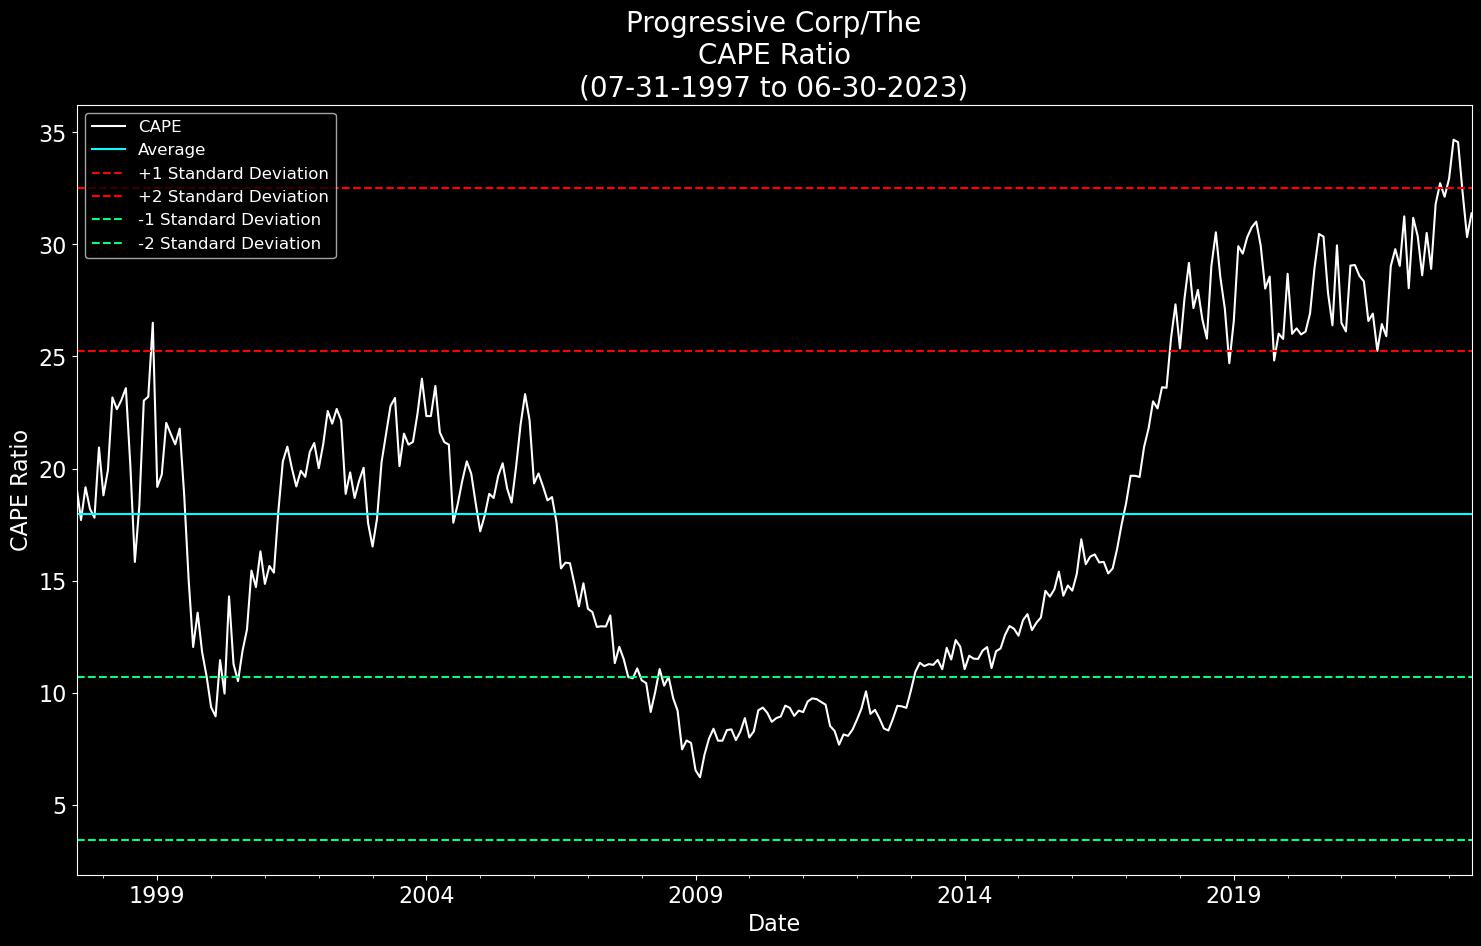 Progressive Corp/The
CAPE Ratio
(07-31-1997 to 06-30-2023)
CAPE
Average
+1 Standard Deviation
+2 Standard Deviation
-1 Standard Deviation
-2 Standard Deviation
35
30
25
20
15
10
5
CAPE Ratio
1999
2004
2009
2014
2019
Date